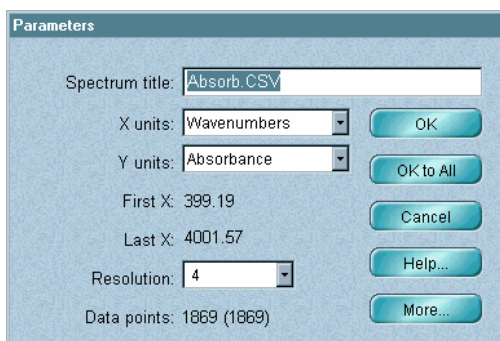 Parameters
Spectrum title: Absorb.CSV
X units: Wavenumbers
OK
Y units: Absorbance
OK to All
First X: 399.19
Cancel
Last X: 4001.57
Help...
Resolution: 4
More...
Data points: 1869 (1869)